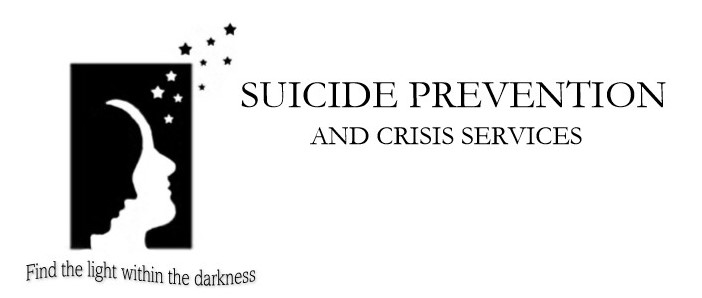 SUICIDE PREVENTION
AND CRISIS SERVICES
Find the light within the darkness